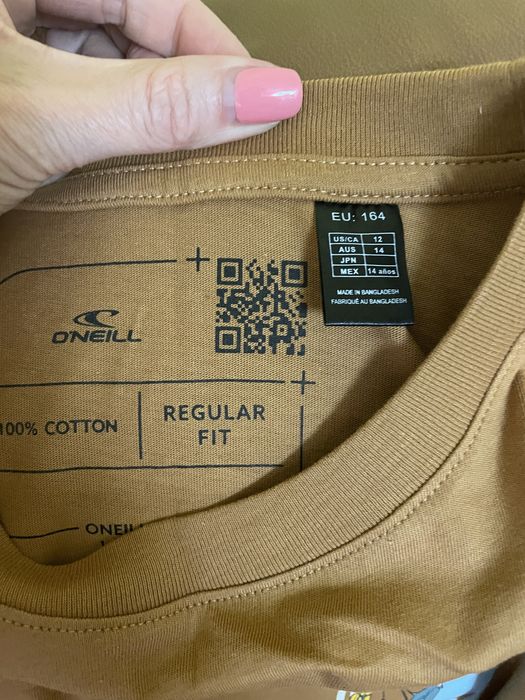 EU: 164
US/CA 12
AUS 14
JPN
MEX 14 años
MADE IN BANGLADESH
FABRIQUÉ AU BANGLADESH
O'NEILL
100% COTTON
REGULAR
FIT
ONEILL